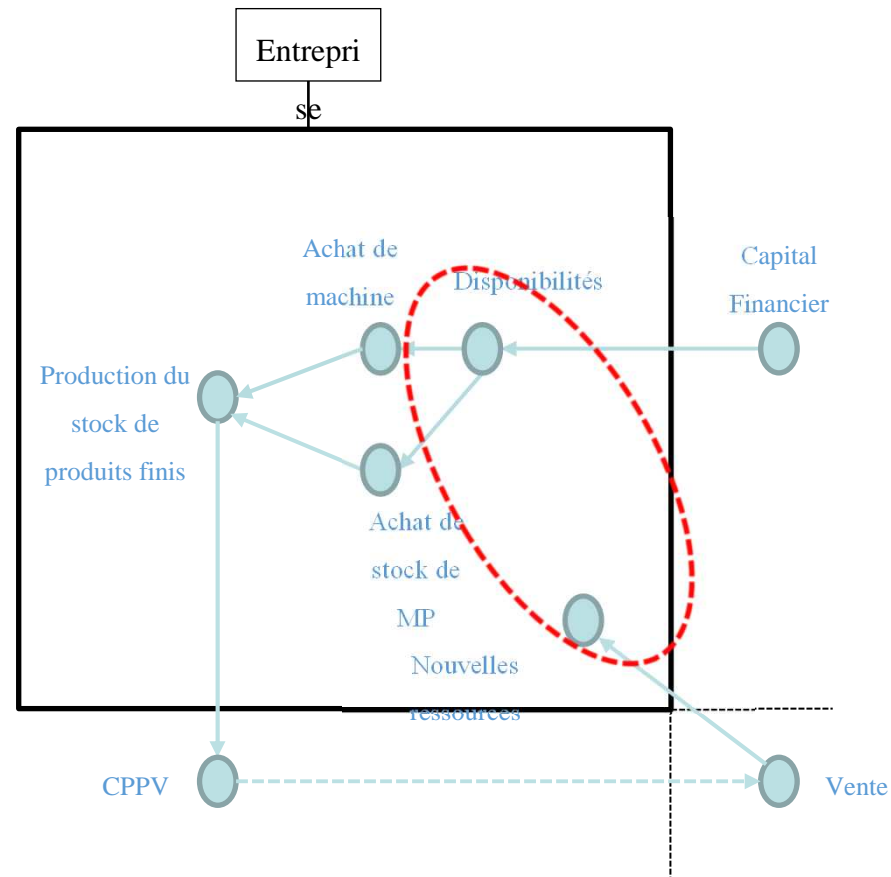 Entrepri
se
Achat de
machine
Disponibilités
Capital
Financier
Production du
stock de
produits finis
Achat de
stock de
MP
Nouvelles
ressources
CPPV
Vente